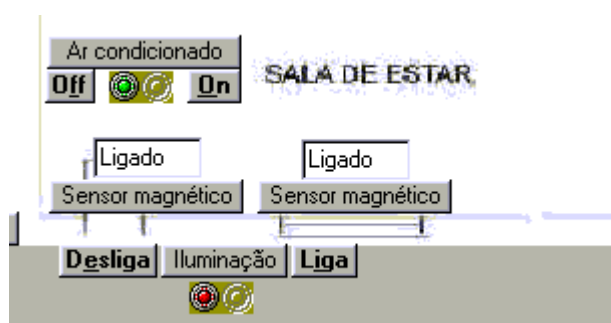 Ar condicionado
Off On SALA DE ESTAR
Ligado Ligado
Sensor magnético Sensor magnético
Desliga Iluminação Liga